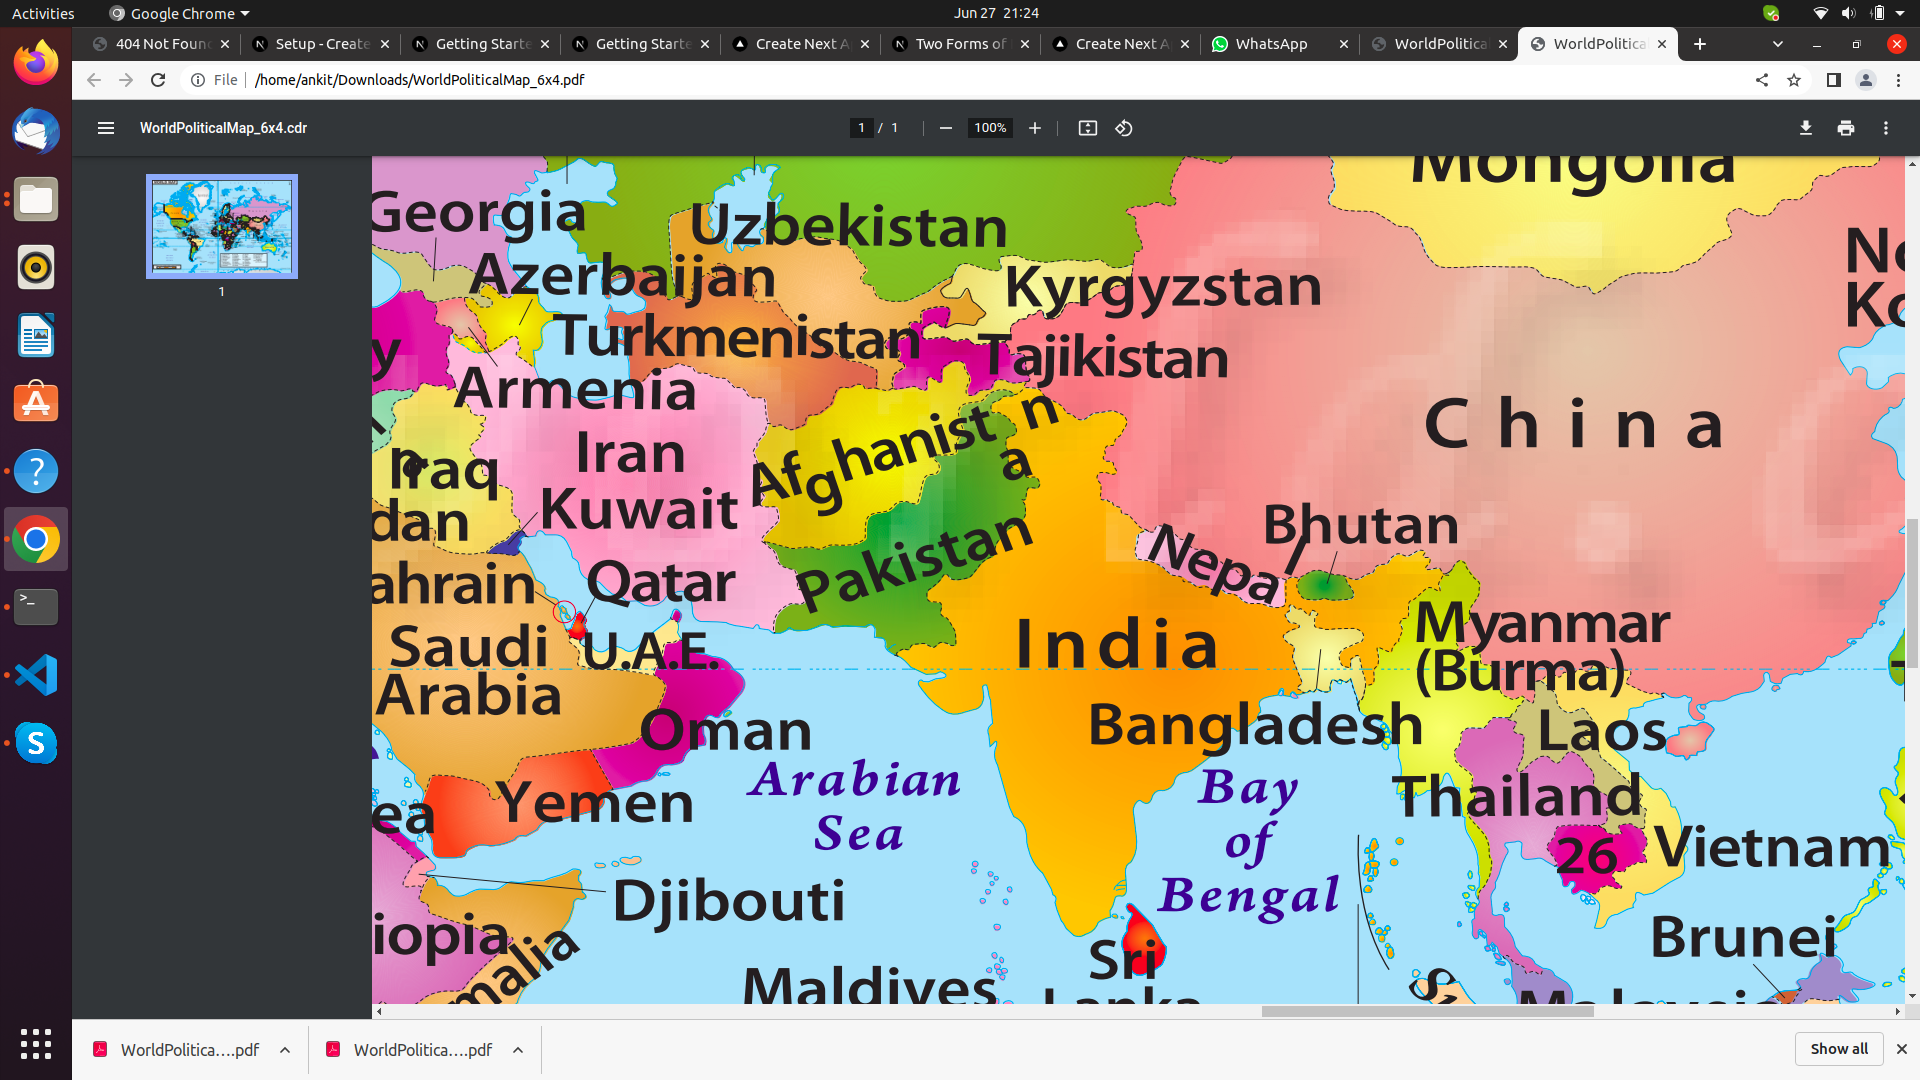 Activities
Google Chrome
Jun 27 21:24
404 Not Foun
Setup - Create
Getting Starte
Getting Starte
Create Next A
Two Forms of
Create Next A
WhatsApp
WorldPolitica
WorldPolitica
File
/home/ankit/Downloads/WorldPoliticalMap_6x4.pdf
WorldPoliticalMap_6x4.cdr
1 / 1
100%
1
Mongolia
Georgia
Uzbekistan
No
Ko
Azerbaijan
Kyrgyzstan
Turkmenistan
Tajikistan
y
Armenia
Afghanistan
China
Iran
Iraq
Kuwait
dan
Bhutan
Pakistan
Nepal
ahrain
Qatar
Saudi
Arabia
U.A.E.
India
Myanmar
(Burma)
Oman
Bangladesh
Laos
Arabian
Sea
Bay
of
Bengal
Yemen
ea
Thailand
26
Vietnam
Djibouti
iopia
malia
Brunei
Maldives
Sri
Lanka
Malaysia
WorldPolitica....pdf
WorldPolitica....pdf
Show all